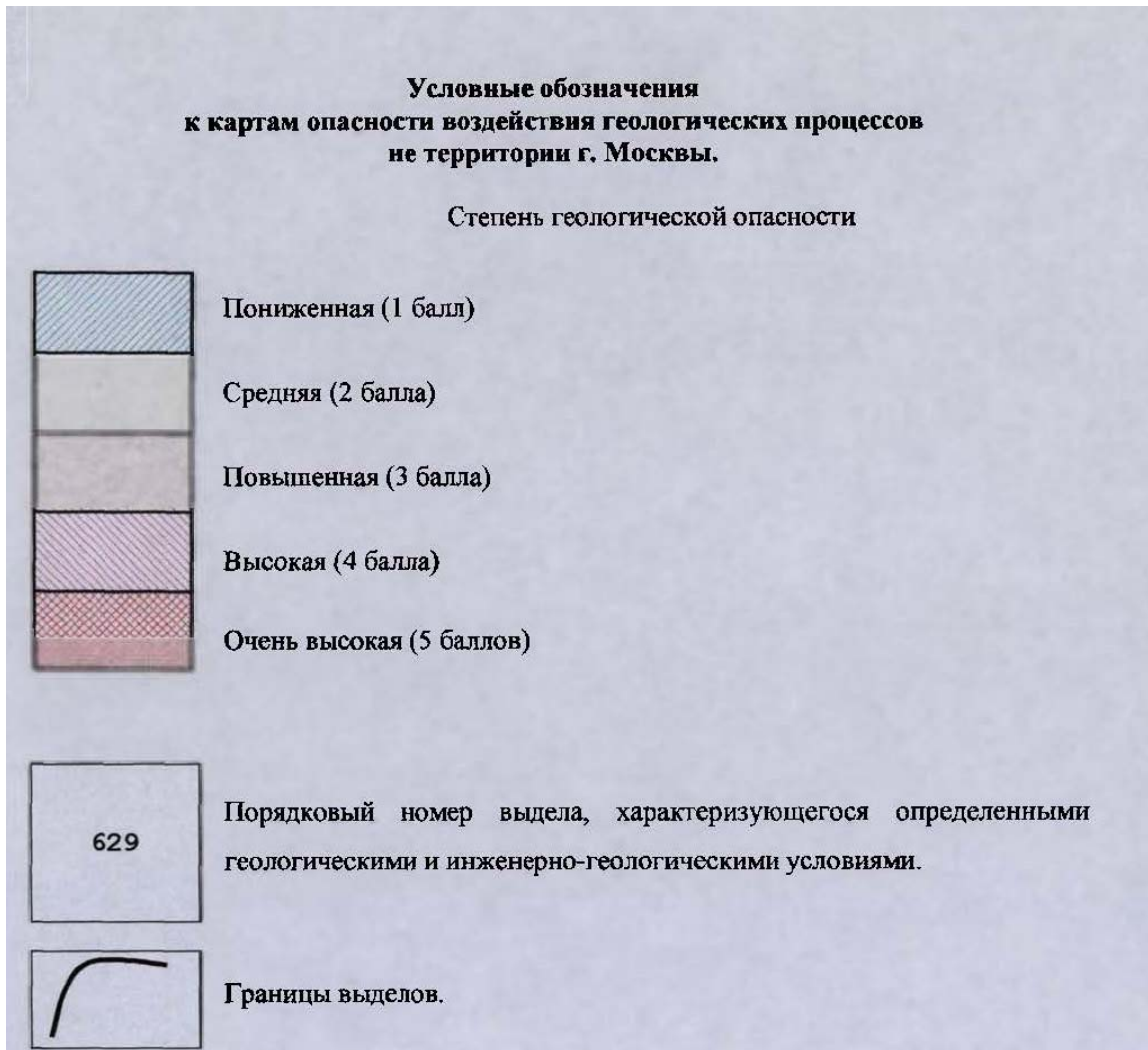 Условные обозначения
к картам опасности воздействия геологических процессов
не территории г. Москвы.
Степень геологической опасности
Пониженная (1 балл)
Средняя (2 балла)
Повышенная (3 балла)
Высокая (4 балла)
Очень высокая (5 баллов)
629
Порядковый номер выдела, характеризующегося определенными
геологическими и инженерно-геологическими условиями.
Границы выделов.